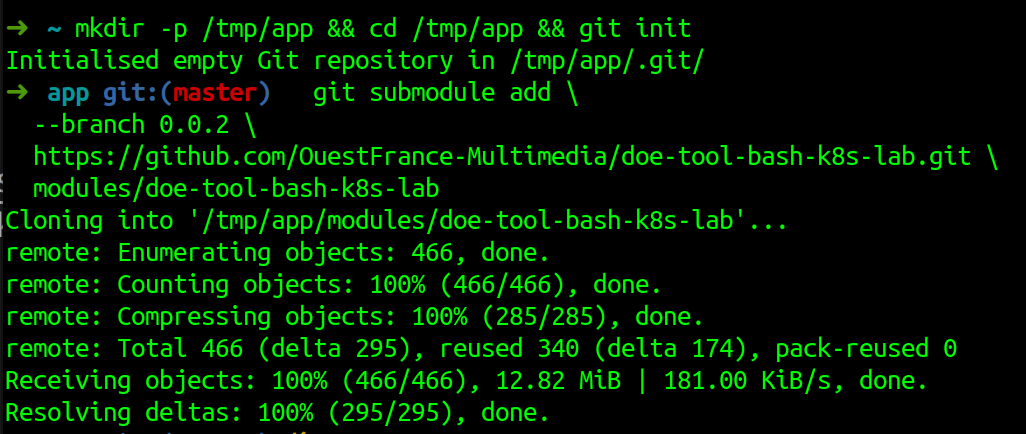 ➜ ~ mkdir -p /tmp/app && cd /tmp/app && git init
Initialised empty Git repository in /tmp/app/.git/
➜ app git:(master) git submodule add \
--branch 0.0.2 \
https://github.com/OuestFrance-Multimedia/doe-tool-bash-k8s-lab.git \
modules/doe-tool-bash-k8s-lab
Cloning into '/tmp/app/modules/doe-tool-bash-k8s-lab'...
remote: Enumerating objects: 466, done.
remote: Counting objects: 100% (466/466), done.
remote: Compressing objects: 100% (285/285), done.
remote: Total 466 (delta 295), reused 340 (delta 174), pack-reused 0
Receiving objects: 100% (466/466), 12.82 MiB | 181.00 KiB/s, done.
Resolving deltas: 100% (295/295), done.